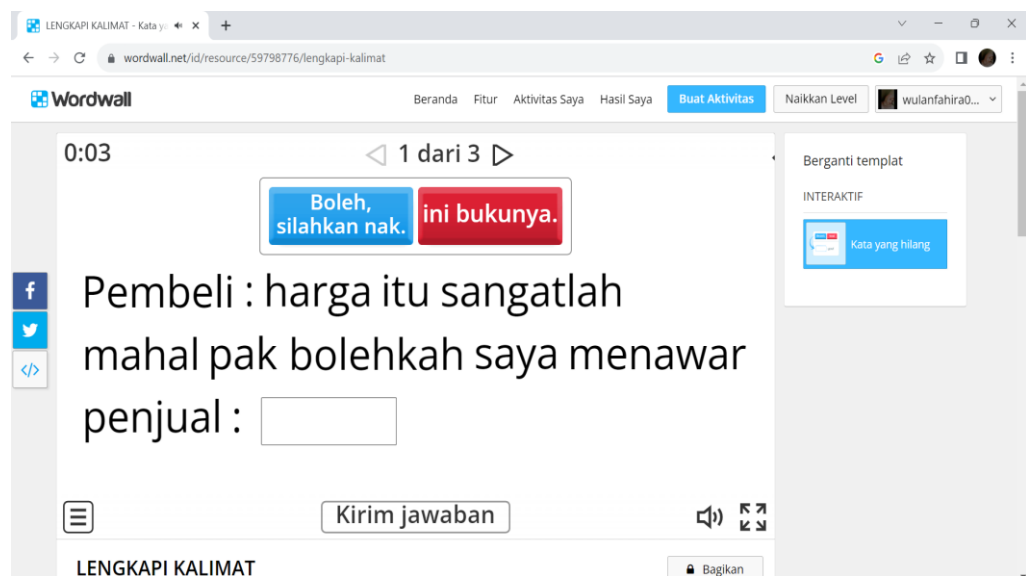 LENGKAPI KALIMAT - Kata ya
wordwall.net/id/resource/59798776/lengkapi-kalimat
Wordwall
Beranda Fitur Aktivitas Saya Hasil Saya Buat Aktivitas Naikkan Level wulanfahira0...
0:03
1 dari 3
Boleh,
silahkan nak.
ini bukunya.
Pembeli : harga itu sangatlah
mahal pak bolehkah saya menawar
penjual :
Kirim jawaban
LENGKAPI KALIMAT
Bagikan
Berganti templat
INTERAKTIF
Kata yang hilang